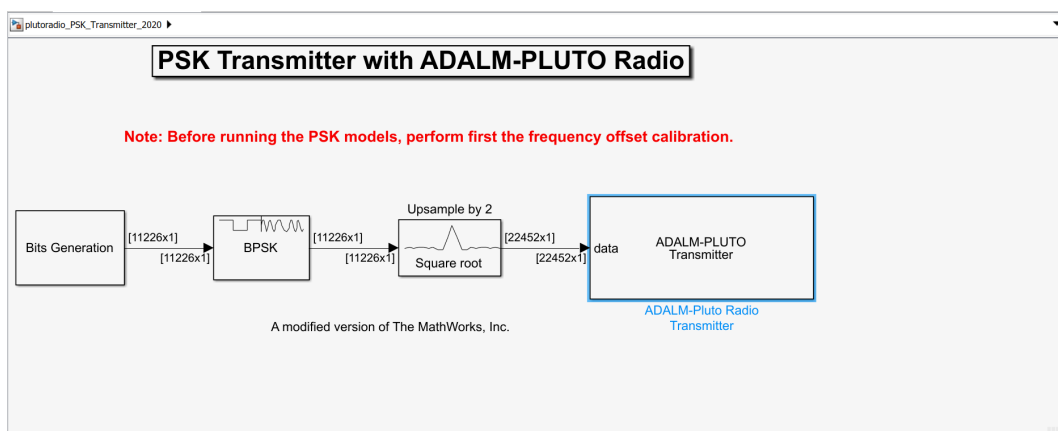 plutoradio_PSK_Transmitter_2020
PSK Transmitter with ADALM-PLUTO Radio
Note: Before running the PSK models, perform first the frequency offset calibration.
Bits Generation
[11226x1]
[11226x1]
BPSK
[11226x1]
[11226x1]
Upsample by 2
Square root
[22452x1]
[22452x1]
data
ADALM-PLUTO
Transmitter
ADALM-Pluto Radio
Transmitter
A modified version of The MathWorks, Inc.